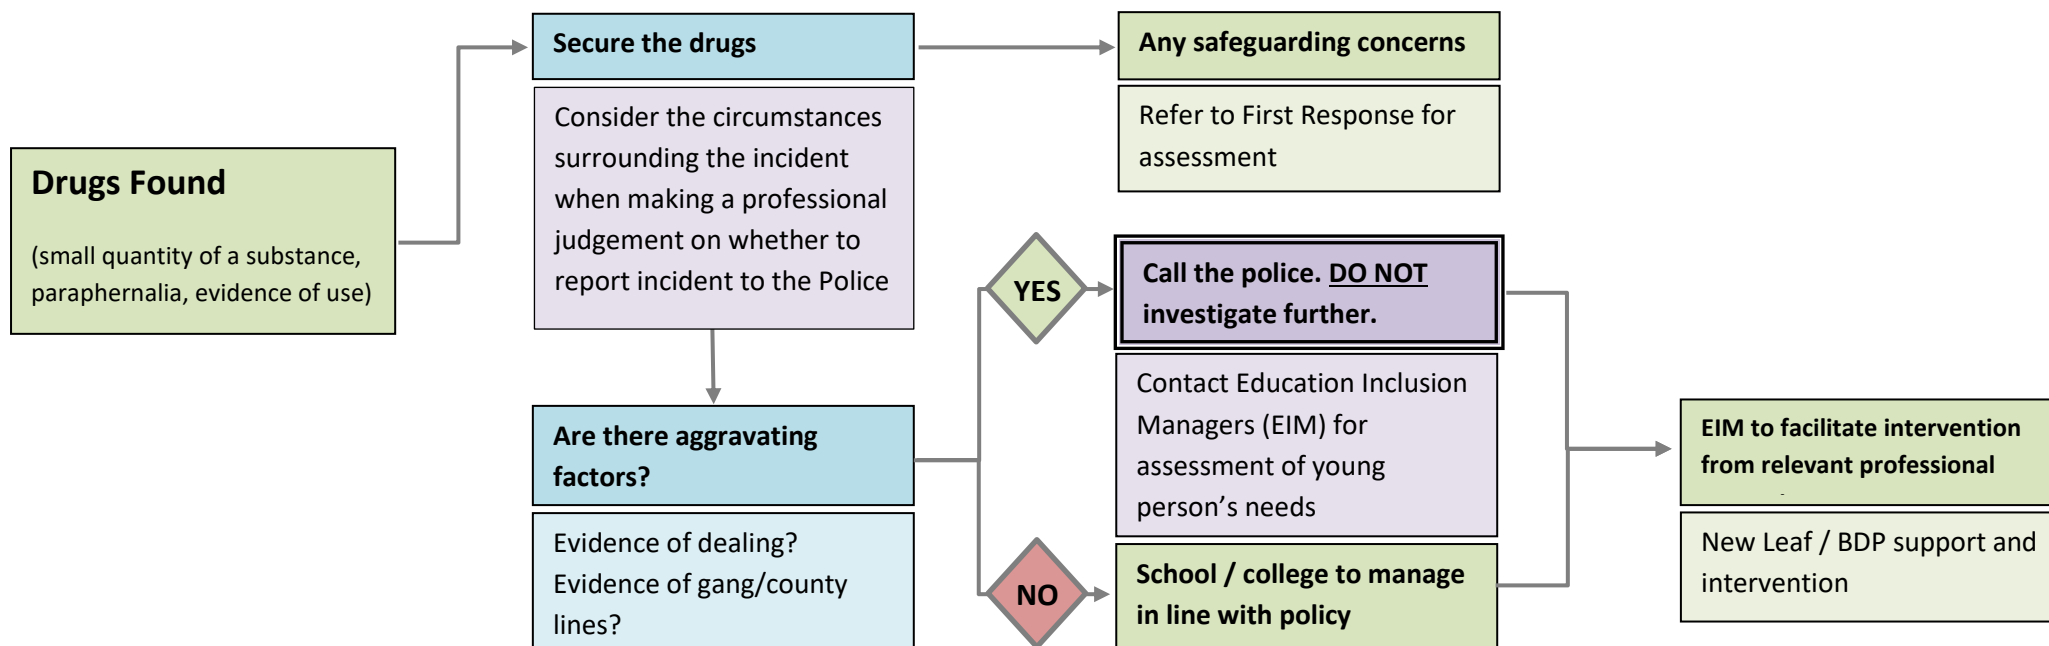 Drugs Found
(small quantity of a substance,
paraphernalia, evidence of use)
Secure the drugs
Consider the circumstances
surrounding the incident
when making a professional
judgement on whether to
report incident to the Police
Any safeguarding concerns
Refer to First Response for
assessment
Are there aggravating
factors?
Evidence of dealing?
Evidence of gang/county
lines?
YES
Call the police. DO NOT
investigate further.
Contact Education Inclusion
Managers (EIM) for
assessment of young
person’s needs
NO
School / college to manage
in line with policy
EIM to facilitate intervention
from relevant professional
New Leaf / BDP support and
intervention